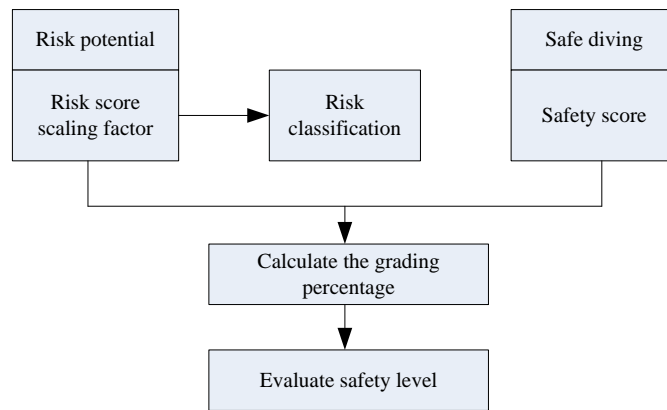 Risk potential
Risk score
scaling factor
Risk
classification
Safe diving
Safety score
Calculate the grading
percentage
Evaluate safety level